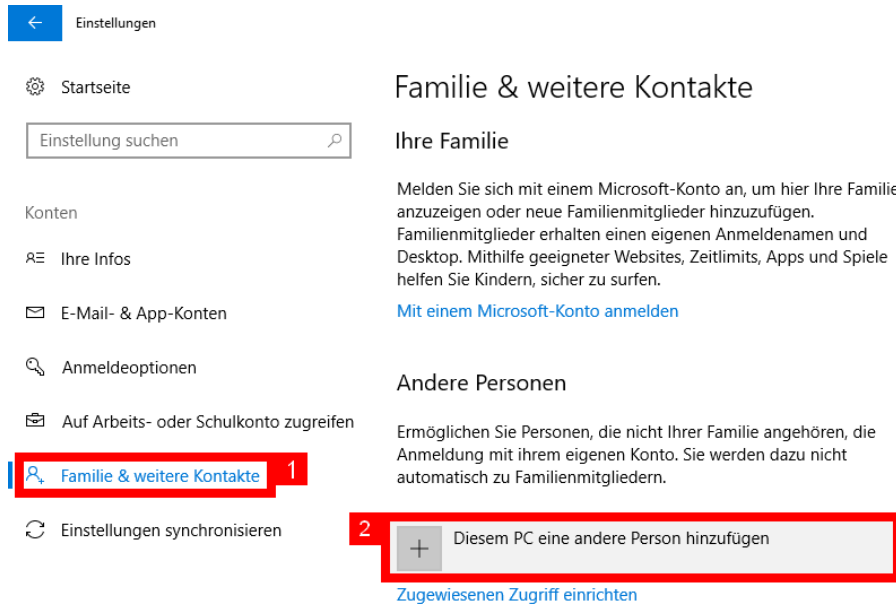 Einstellungen
Startseite
Einstellung suchen
Konten
Ihre Infos
E-Mail- & App-Konten
Anmeldeoptionen
Auf Arbeits- oder Schulkonto zugreifen
Familie & weitere Kontakte
1
Einstellungen synchronisieren
Familie & weitere Kontakte
Ihre Familie
Melden Sie sich mit einem Microsoft-Konto an, um hier Ihre Familie
anzuzeigen oder neue Familienmitglieder hinzuzufügen.
Familienmitglieder erhalten einen eigenen Anmeldenamen und
Desktop. Mithilfe geeigneter Websites, Zeitlimits, Apps und Spiele
helfen Sie Kindern, sicher zu surfen.
Mit einem Microsoft-Konto anmelden
Andere Personen
Ermöglichen Sie Personen, die nicht Ihrer Familie angehören, die
Anmeldung mit ihrem eigenen Konto. Sie werden dazu nicht
automatisch zu Familienmitgliedern.
2
Diesem PC eine andere Person hinzufügen
Zugewiesenen Zugriff einrichten